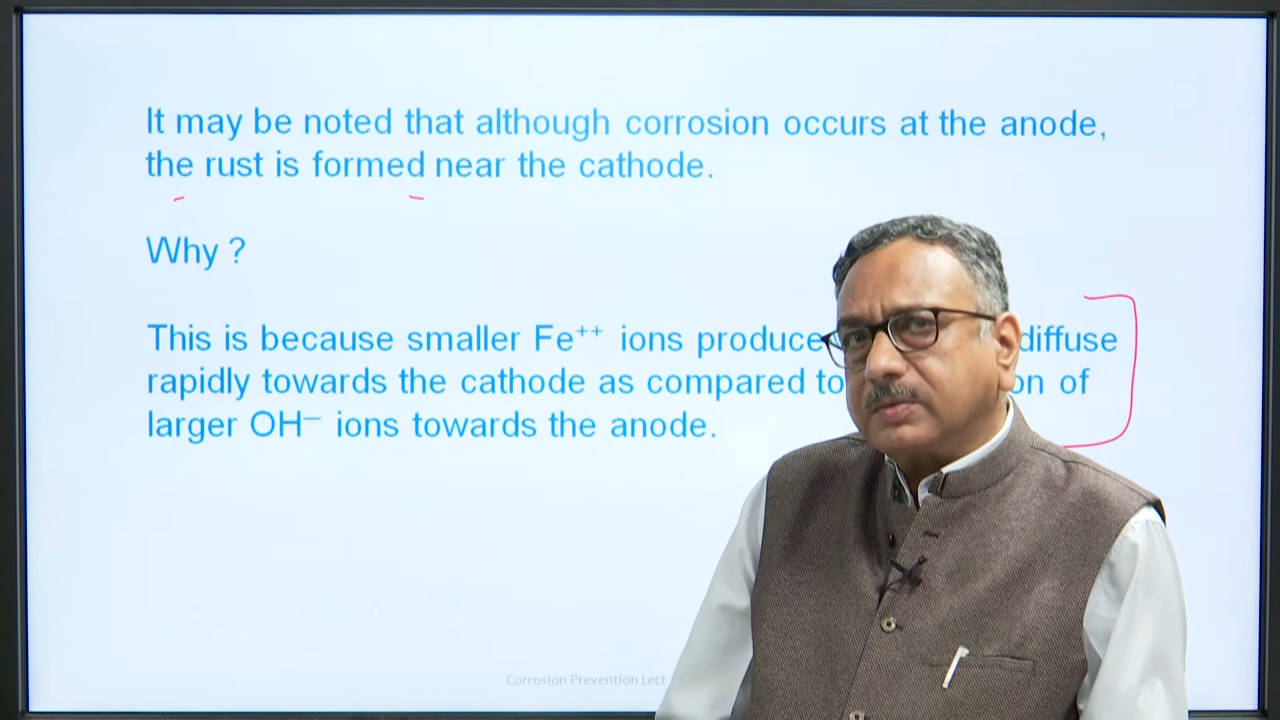 It may be noted that although corrosion occurs at the anode,
the rust is formed near the cathode.
Why ?
This is because smaller Fe⁺⁺ ions diffuse
rapidly towards the cathode as compared to of
larger OH⁻ ions towards the anode.
Corrosion Prevention Lect